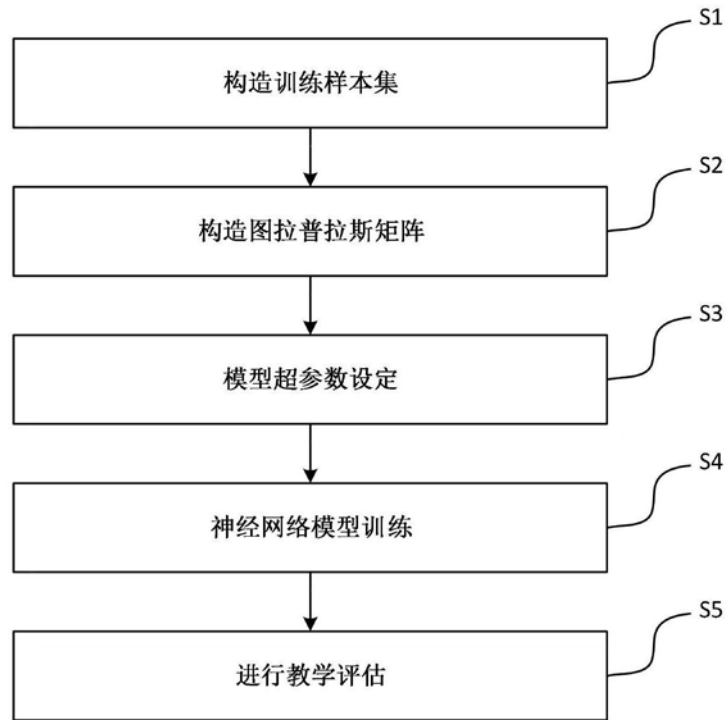 S1
构造训练样本集
S2
构造图拉普拉斯矩阵
S3
模型超参数设定
S4
神经网络模型训练
S5
进行教学评估